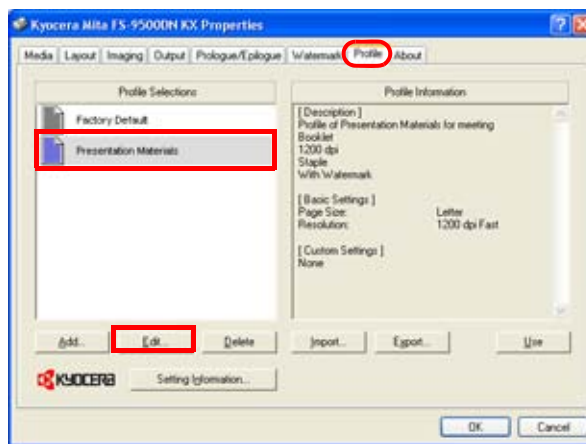 Kyocera Mita FS-9500DN KX Properties
Media Layout Imaging Output Prologue/Epilogue Watermark Profile About
Profile Selections
Factory Default
Presentation Materials
Profile Information
[ Description ]
Profile of Presentation Materials for meeting
Booklet
1200 dpi
Staple
With Watermark
[ Basic Settings ]
Page Size: Letter
Resolution: 1200 dpi Fast
[ Custom Settings ]
None
Add... Edit... Delete Import... Export... Use
KYOCERA Setting Information...
OK Cancel